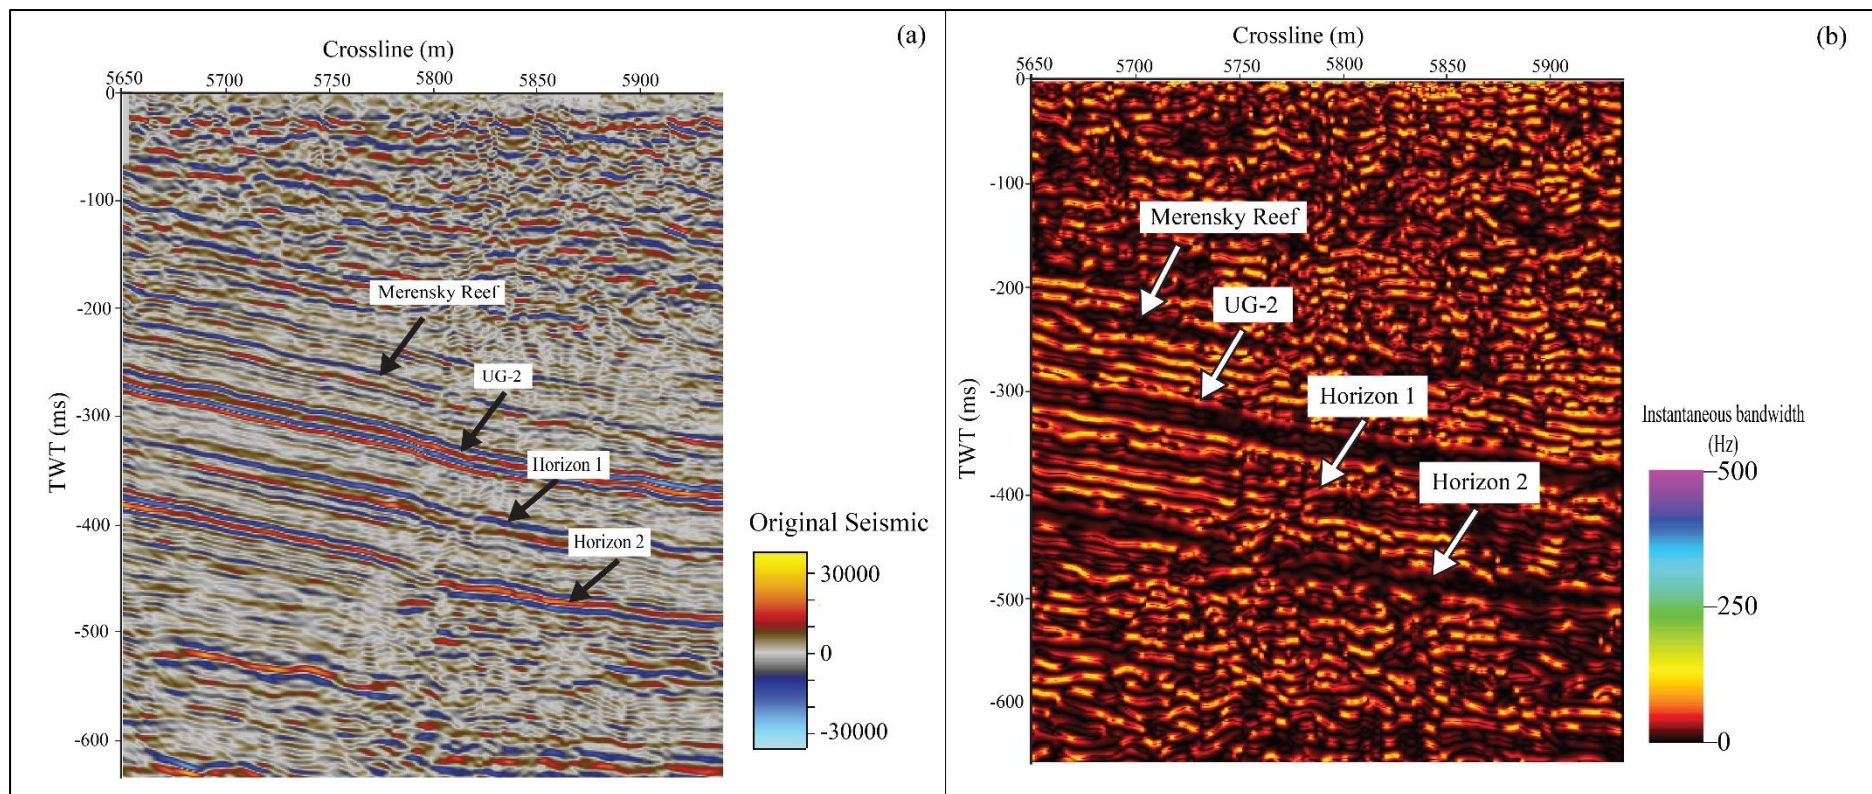 (a)
Crossline (m)
5650 5700 5750 5800 5850 5900
0
-100
-200
-300
-400
-500
-600
TWT (ms)
Merensky Reef
UG-2
Horizon 1
Horizon 2
Original Seismic
30000
0
-30000
(b)
Crossline (m)
5650 5700 5750 5800 5850 5900
0
-100
-200
-300
-400
-500
-600
TWT (ms)
Merensky Reef
UG-2
Horizon 1
Horizon 2
Instantaneous bandwidth
(Hz)
500
250
0